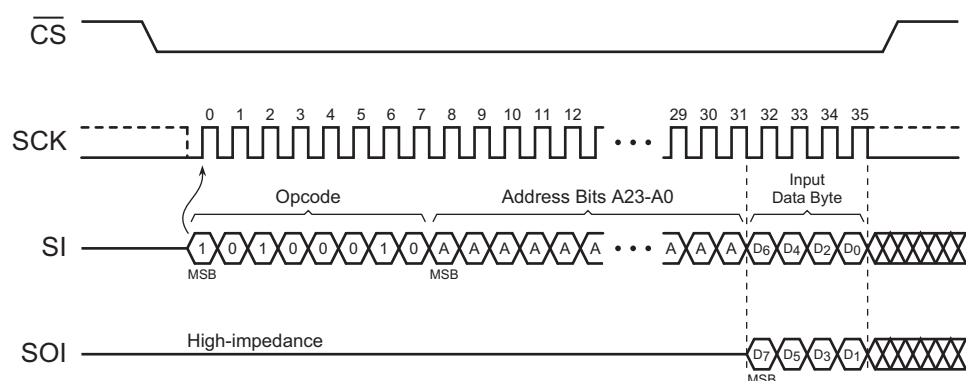 CS
0 1 2 3 4 5 6 7 8 9 10 11 12 29 30 31 32 33 34 35
SCK
Opcode Address Bits A23-A0 Input Data Byte
SI 1 0 1 0 0 0 1 0 A A A A A A A A A D6 D4 D2 D0
MSB MSB
High-impedance
SOI D7 D5 D3 D1
MSB